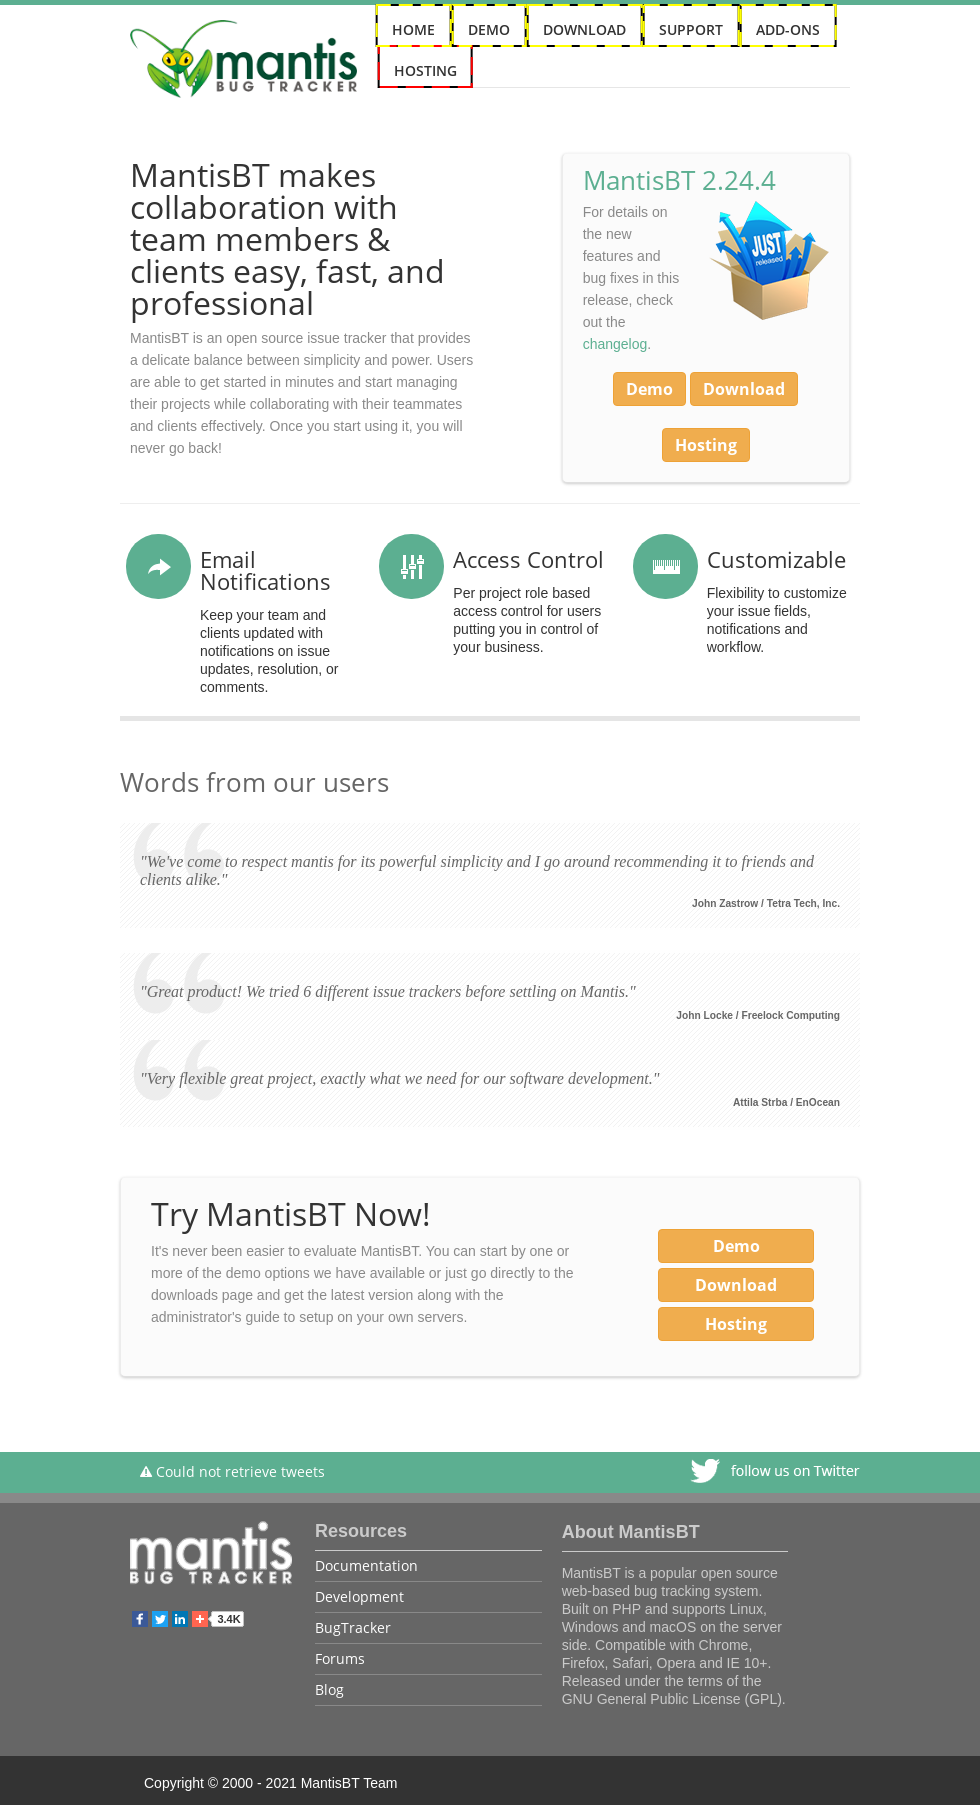 mantis
BUG TRACKER
HOME DEMO DOWNLOAD SUPPORT ADD-ONS
HOSTING
MantisBT makes
collaboration with
team members &
clients easy, fast, and
professional
MantisBT is an open source issue tracker that provides
a delicate balance between simplicity and power. Users
are able to get started in minutes and start managing
their projects while collaborating with their teammates
and clients effectively. Once you start using it, you will
never go back!
MantisBT 2.24.4
For details on
the new
features and
bug fixes in this
release, check
out the
changelog.
JUST
released
Demo Download
Hosting
Email
Notifications
Keep your team and
clients updated with
notifications on issue
updates, resolution, or
comments.
Access Control
Per project role based
access control for users
putting you in control of
your business.
Customizable
Flexibility to customize
your issue fields,
notifications and
workflow.
Words from our users
"We've come to respect mantis for its powerful simplicity and I go around recommending it to friends and
clients alike."
John Zastrow / Tetra Tech, Inc.
"Great product! We tried 6 different issue trackers before settling on Mantis."
John Locke / Freelock Computing
"Very flexible great project, exactly what we need for our software development."
Attila Strba / EnOcean
Try MantisBT Now!
It's never been easier to evaluate MantisBT. You can start by one or
more of the demo options we have available or just go directly to the
downloads page and get the latest version along with the
administrator's guide to setup on your own servers.
Demo
Download
Hosting
Could not retrieve tweets
follow us on Twitter
mantis
BUG TRACKER
3.4K
Resources
Documentation
Development
BugTracker
Forums
Blog
About MantisBT
MantisBT is a popular open source
web-based bug tracking system.
Built on PHP and supports Linux,
Windows and macOS on the server
side. Compatible with Chrome,
Firefox, Safari, Opera and IE 10+.
Released under the terms of the
GNU General Public License (GPL).
Copyright © 2000 - 2021 MantisBT Team